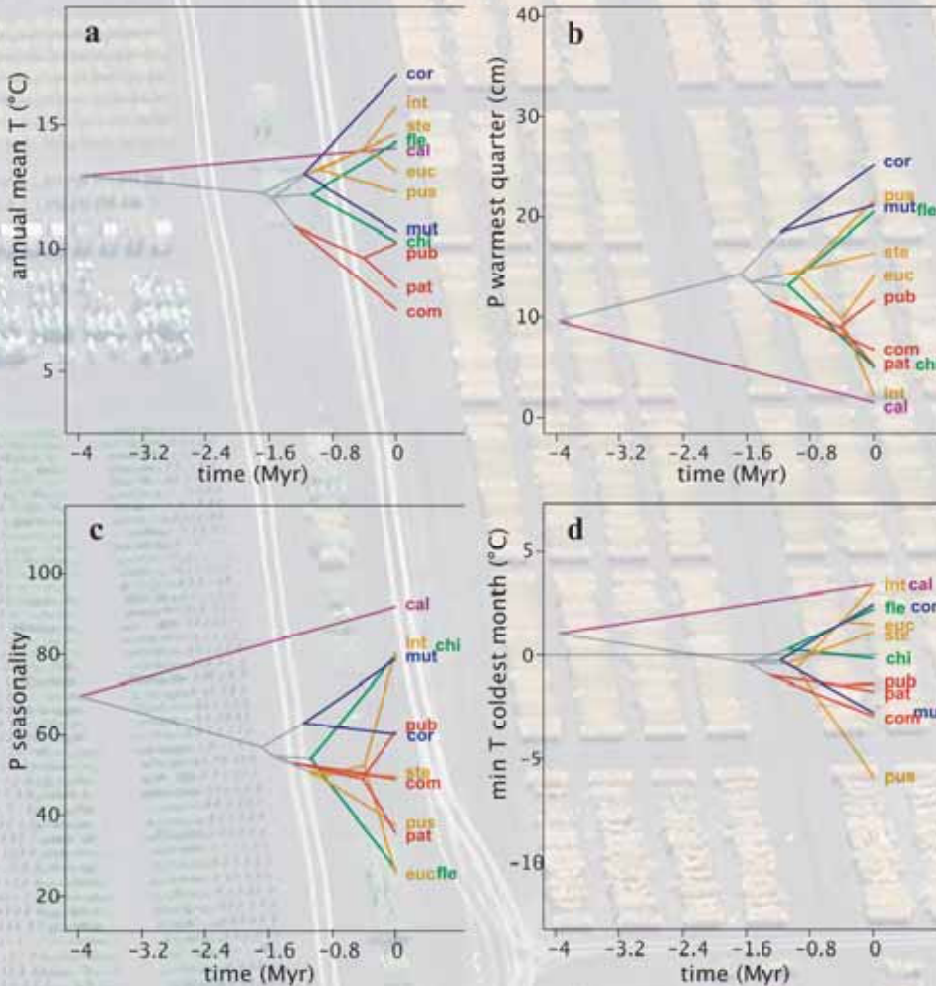 a
annual mean T (°C)
15
10
5
cor
int
ste
fle
cal
euc
pus
mut
chi
pub
pat
com
-4 -3.2 -2.4 -1.6 -0.8 0
time (Myr)
b
P warmest quarter (cm)
40
30
20
10
0
cor
pus
mut fle
ste
euc
pub
com
pat chi
int
cal
-4 -3.2 -2.4 -1.6 -0.8 0
time (Myr)
c
P seasonality
100
80
60
40
20
cal
int chi
mut
pub
cor
ste
com
pus
pat
euc fle
-4 -3.2 -2.4 -1.6 -0.8 0
time (Myr)
d
min T coldest month (°C)
5
0
-5
-10
int cal
fle cor
euc
ste
chi
pub
pat
com mu
pus
-4 -3.2 -2.4 -1.6 -0.8 0
time (Myr)